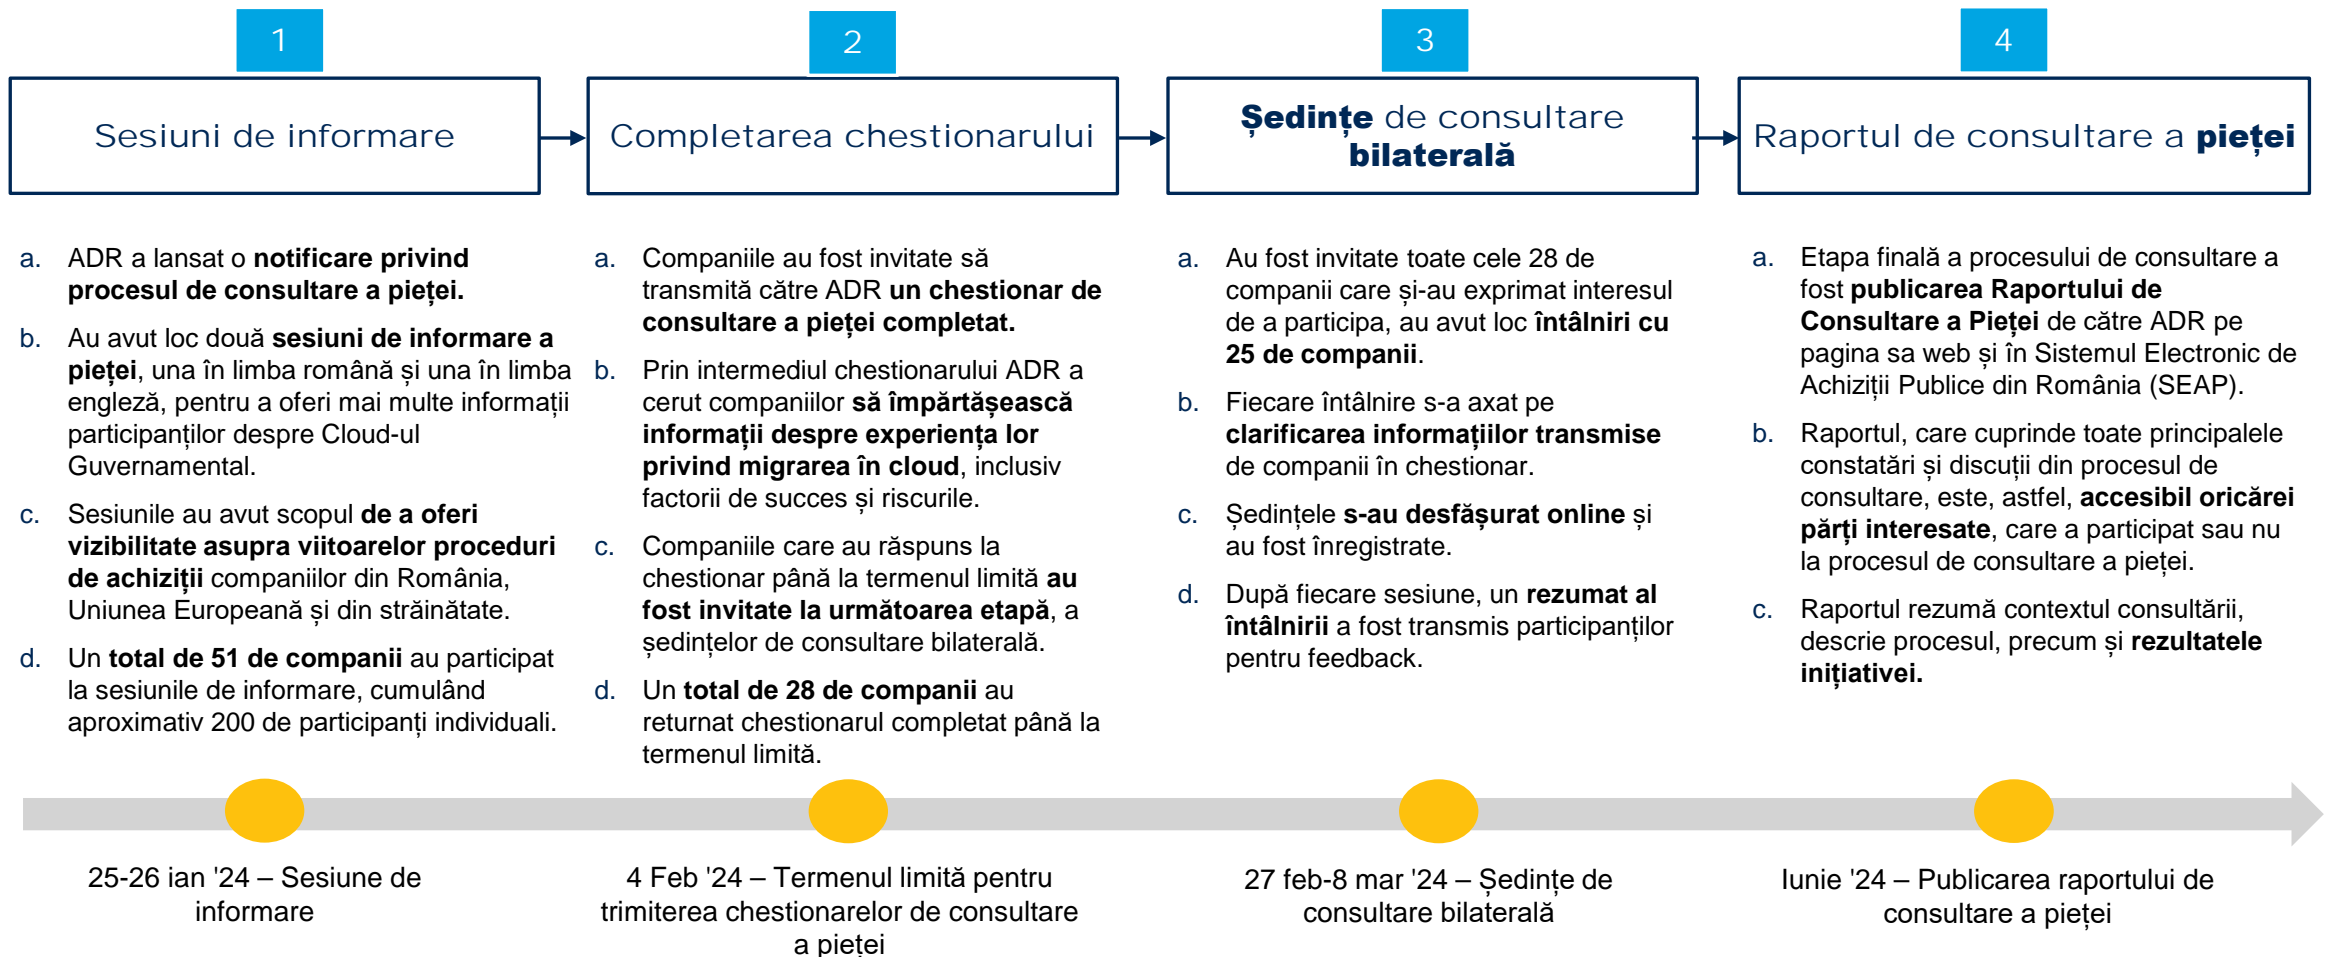 1
Sesiuni de informare
a. ADR a lansat o notificare privind
procesul de consultare a pieței.
b. Au avut loc două sesiuni de informare a
pieței, una în limba română și una în limba
engleză, pentru a oferi mai multe informații
participanților despre Cloud-ul
Guvernamental.
c. Sesiunile au avut scopul de a oferi
vizibilitate asupra viitoarelor proceduri
de achiziții companiilor din România,
Uniunea Europeană și din străinătate.
d. Un total de 51 de companii au participat
la sesiunile de informare, cumulând
aproximativ 200 de participanți individuali.
25-26 ian '24 – Sesiune de
informare
2
Completarea chestionarului
a. Companiile au fost invitate să
transmită către ADR un chestionar de
consultare a pieței completat.
b. Prin intermediul chestionarului ADR a
cerut companiilor să împărtășească
informații despre experiența lor
privind migrarea în cloud, inclusiv
factorii de succes și riscurile.
c. Companiile care au răspuns la
chestionar până la termenul limită au
fost invitate la următoarea etapă, a
ședințelor de consultare bilaterală.
d. Un total de 28 de companii au
returnat chestionarul completat până la
termenul limită.
4 Feb '24 – Termenul limită pentru
trimiterea chestionarelor de consultare
a pieței
3
Ședințe de consultare
bilaterală
a. Au fost invitate toate cele 28 de
companii care și-au exprimat interesul
de a participa, au avut loc întâlniri cu
25 de companii.
b. Fiecare întâlnire s-a axat pe
clarificarea informațiilor transmise
de companii în chestionar.
c. Ședințele s-au desfășurat online și
au fost înregistrate.
d. După fiecare sesiune, un rezumat al
întâlnirii a fost transmis participanților
pentru feedback.
27 feb-8 mar '24 – Ședințe de
consultare bilaterală
4
Raportul de consultare a pieței
a. Etapa finală a procesului de consultare a
fost publicarea Raportului de
Consultare a Pieței de către ADR pe
pagina sa web și în Sistemul Electronic de
Achiziții Publice din România (SEAP).
b. Raportul, care cuprinde toate principalele
constatări și discuții din procesul de
consultare, este, astfel, accesibil oricărei
părți interesate, care a participat sau nu
la procesul de consultare a pieței.
c. Raportul rezumă contextul consultării,
descrie procesul, precum și rezultatele
inițiativei.
Iunie '24 – Publicarea raportului de
consultare a pieței